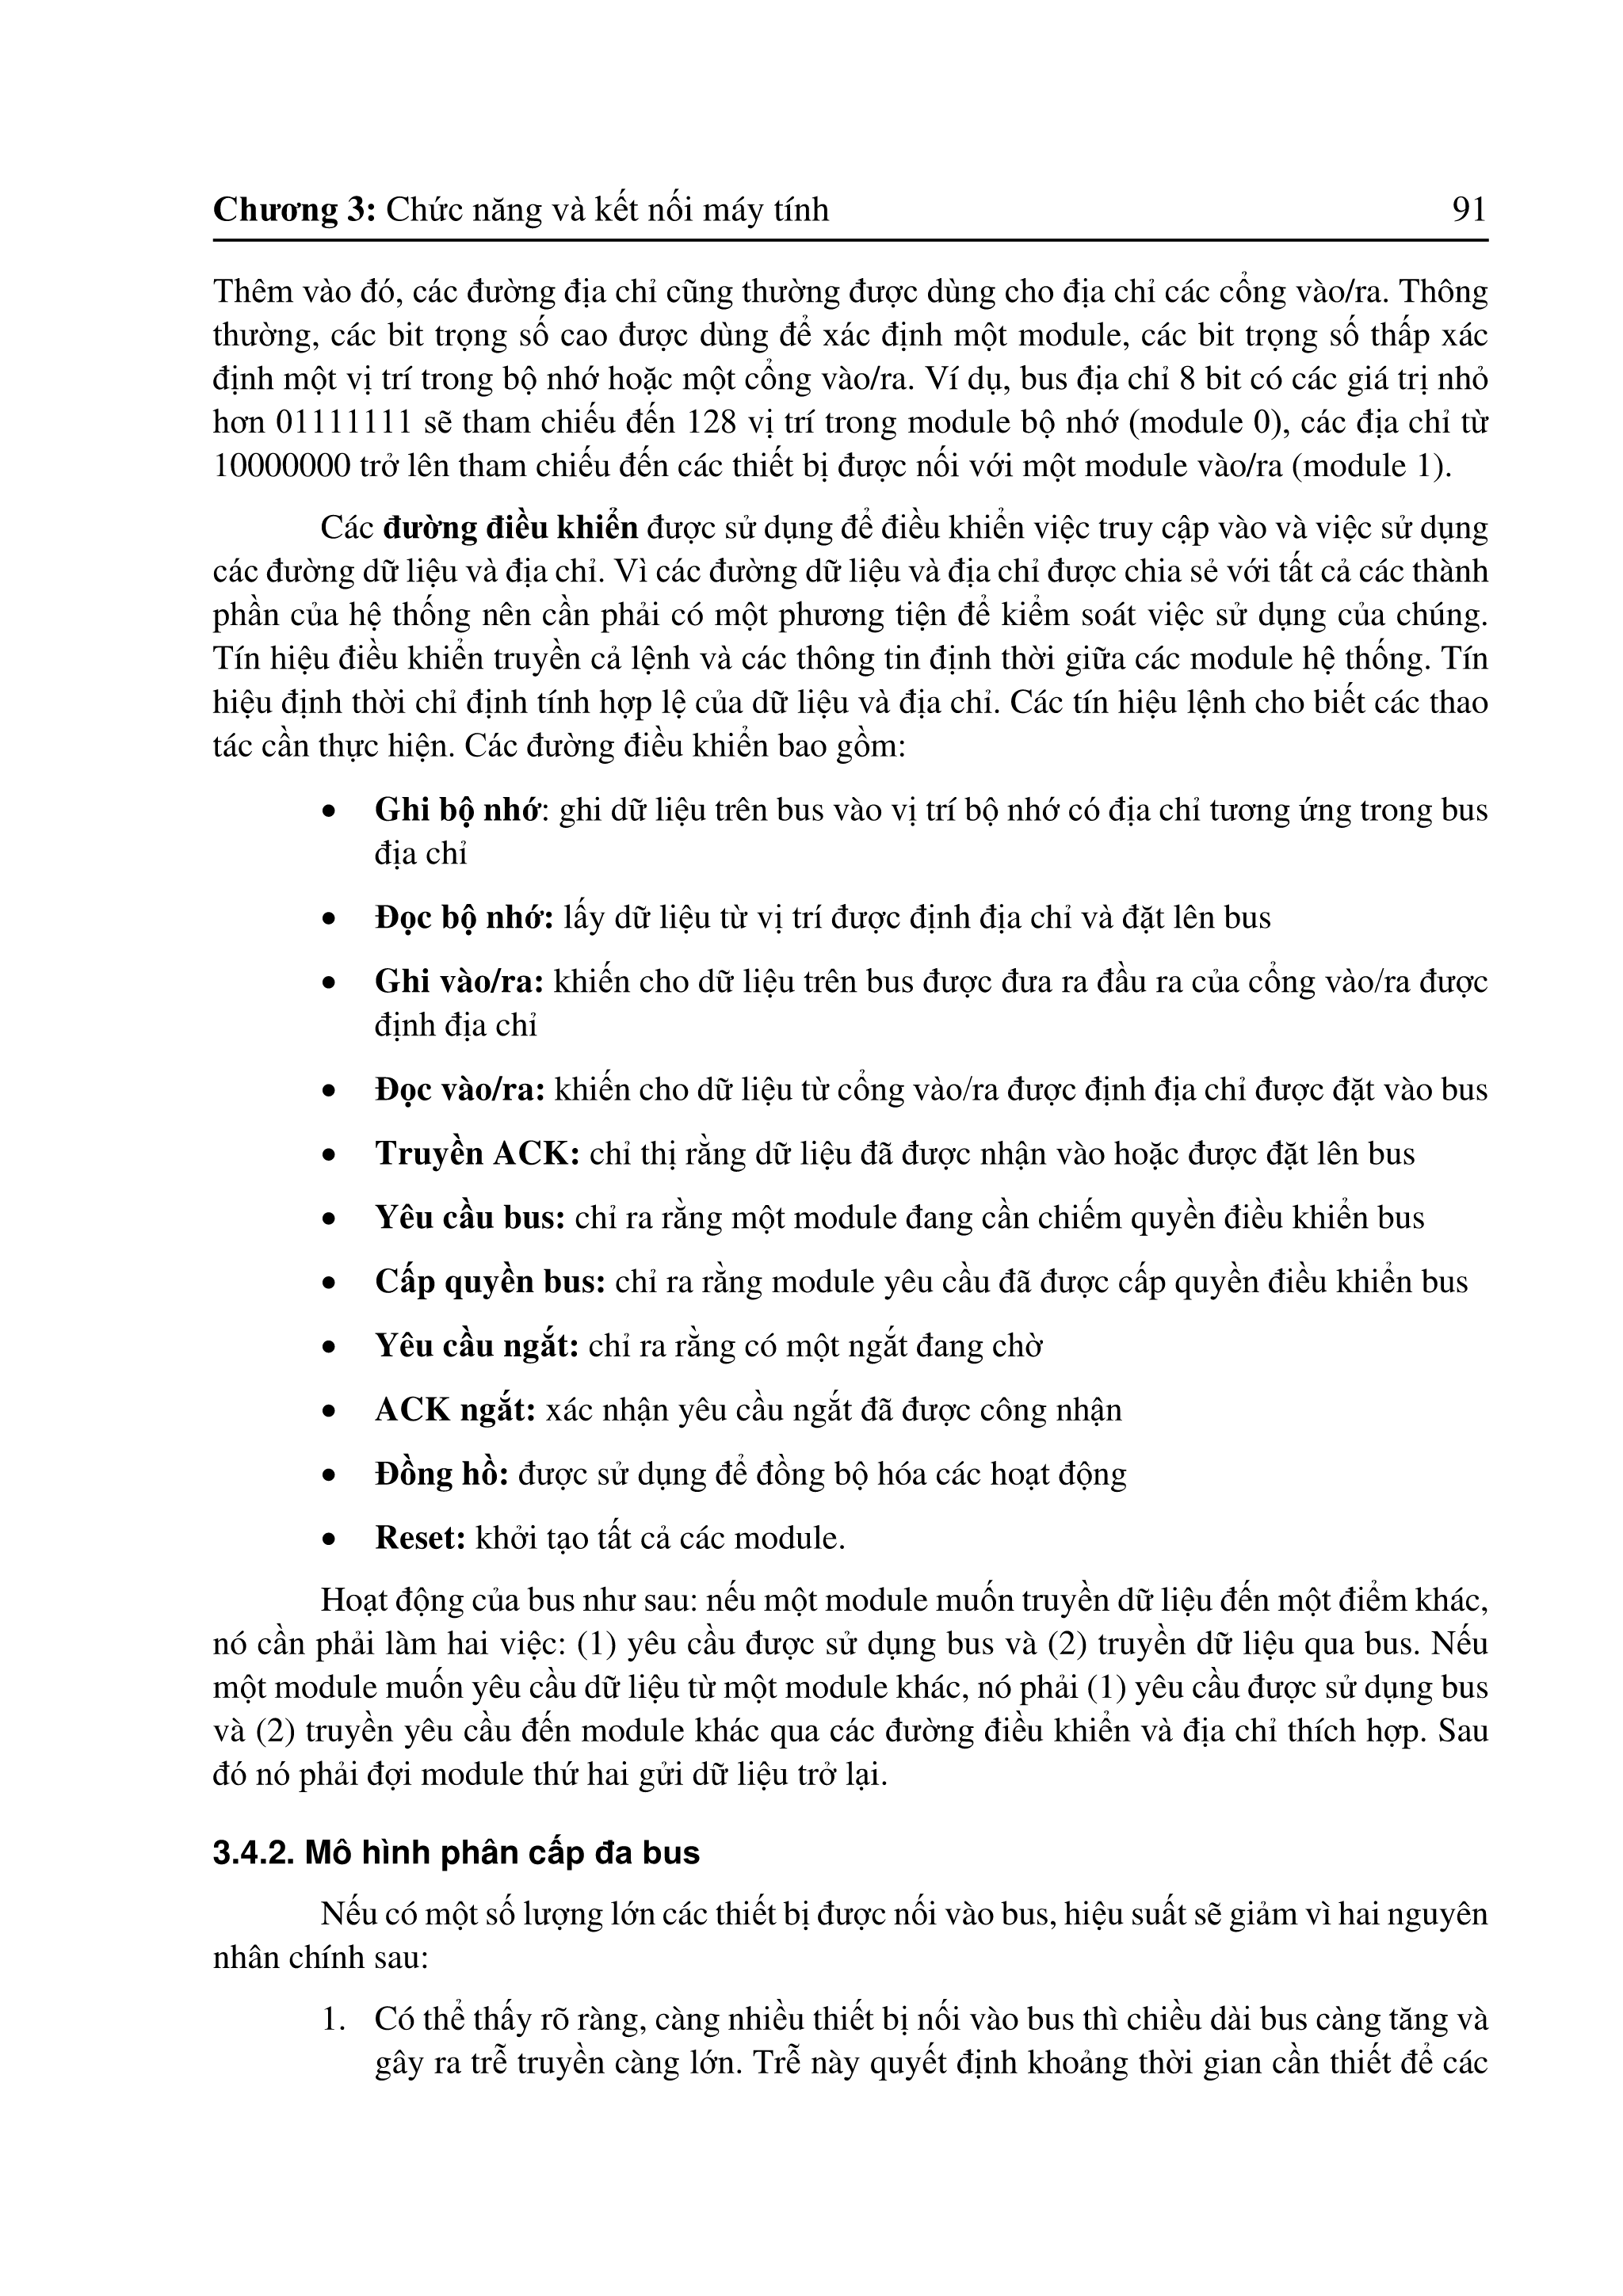 Chương 3: Chức năng và kết nối máy tính 91
Thêm vào đó, các đường địa chỉ cũng thường được dùng cho địa chỉ các cổng vào/ra. Thông
thường, các bit trọng số cao được dùng để xác định một module, các bit trọng số thấp xác
định một vị trí trong bộ nhớ hoặc một cổng vào/ra. Ví dụ, bus địa chỉ 8 bit có các giá trị nhỏ
hơn 01111111 sẽ tham chiếu đến 128 vị trí trong module bộ nhớ (module 0), các địa chỉ từ
10000000 trở lên tham chiếu đến các thiết bị được nối với một module vào/ra (module 1).
Các đường điều khiển được sử dụng để điều khiển việc truy cập vào và việc sử dụng
các đường dữ liệu và địa chỉ. Vì các đường dữ liệu và địa chỉ được chia sẻ với tất cả các thành
phần của hệ thống nên cần phải có một phương tiện để kiểm soát việc sử dụng của chúng.
Tín hiệu điều khiển truyền cả lệnh và các thông tin định thời giữa các module hệ thống. Tín
hiệu định thời chỉ định tính hợp lệ của dữ liệu và địa chỉ. Các tín hiệu lệnh cho biết các thao
tác cần thực hiện. Các đường điều khiển bao gồm:
• Ghi bộ nhớ: ghi dữ liệu trên bus vào vị trí bộ nhớ có địa chỉ tương ứng trong bus
địa chỉ
• Đọc bộ nhớ: lấy dữ liệu từ vị trí được định địa chỉ và đặt lên bus
• Ghi vào/ra: khiến cho dữ liệu trên bus được đưa ra đầu ra của cổng vào/ra được
định địa chỉ
• Đọc vào/ra: khiến cho dữ liệu từ cổng vào/ra được định địa chỉ được đặt vào bus
• Truyền ACK: chỉ thị rằng dữ liệu đã được nhận vào hoặc được đặt lên bus
• Yêu cầu bus: chỉ ra rằng một module đang cần chiếm quyền điều khiển bus
• Cấp quyền bus: chỉ ra rằng module yêu cầu đã được cấp quyền điều khiển bus
• Yêu cầu ngắt: chỉ ra rằng có một ngắt đang chờ
• ACK ngắt: xác nhận yêu cầu ngắt đã được công nhận
• Đồng hồ: được sử dụng để đồng bộ hóa các hoạt động
• Reset: khởi tạo tất cả các module.
Hoạt động của bus như sau: nếu một module muốn truyền dữ liệu đến một điểm khác,
nó cần phải làm hai việc: (1) yêu cầu được sử dụng bus và (2) truyền dữ liệu qua bus. Nếu
một module muốn yêu cầu dữ liệu từ một module khác, nó phải (1) yêu cầu được sử dụng bus
và (2) truyền yêu cầu đến module khác qua các đường điều khiển và địa chỉ thích hợp. Sau
đó nó phải đợi module thứ hai gửi dữ liệu trở lại.
3.4.2. Mô hình phân cấp đa bus
Nếu có một số lượng lớn các thiết bị được nối vào bus, hiệu suất sẽ giảm vì hai nguyên
nhân chính sau:
1. Có thể thấy rõ ràng, càng nhiều thiết bị nối vào bus thì chiều dài bus càng tăng và
gây ra trễ truyền càng lớn. Trễ này quyết định khoảng thời gian cần thiết để các